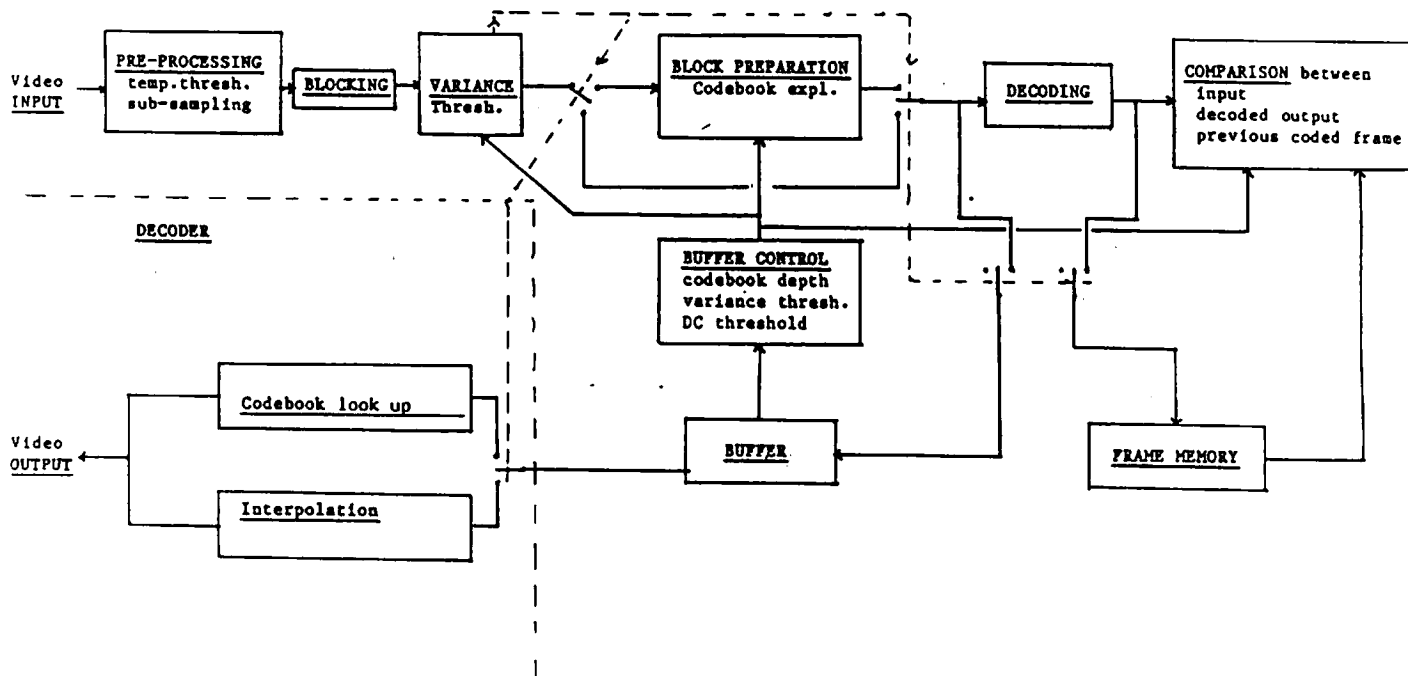 Video
INPUT
PRE-PROCESSING
temp.thresh.
sub-sampling
BLOCKING
VARIANCE
Thresh.
BLOCK PREPARATION
Codebook expl.
DECODING
COMPARISON between
input
decoded output
previous coded frame
DECODER
BUFFER CONTROL
codebook depth
variance thresh.
DC threshold
Codebook look up
Video
OUTPUT
Interpolation
BUFFER
FRAME MEMORY